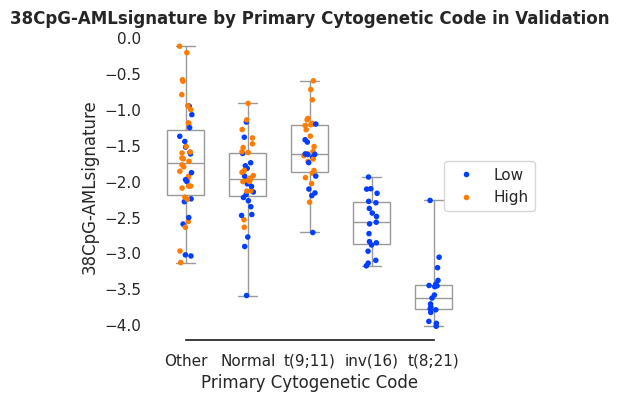 38CpG-AMLsignature by Primary Cytogenetic Code in Validation
0.0
−0.5
−1.0
−1.5
−2.0
−2.5
−3.0
−3.5
−4.0
38CpG-AMLsignature
Low
High
Other Normal t(9;11) inv(16) t(8;21)
Primary Cytogenetic Code